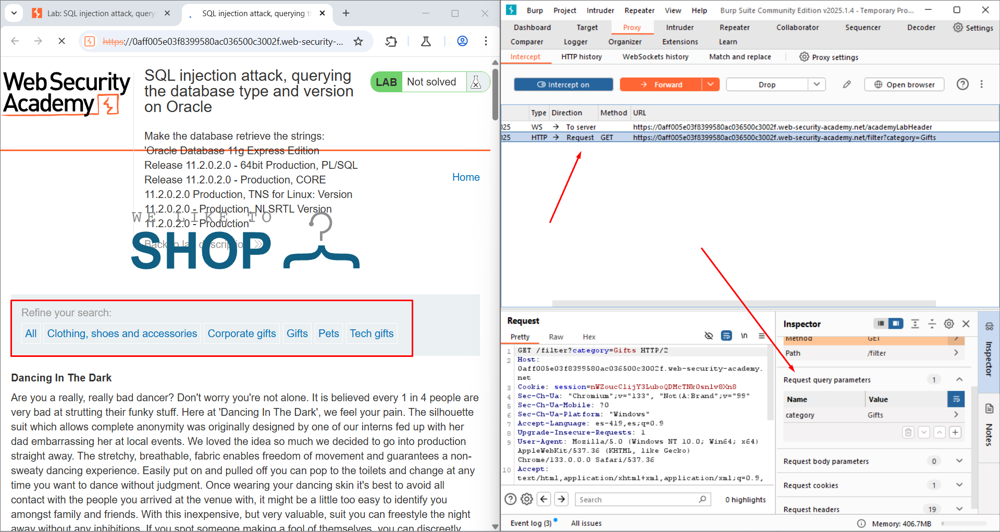 Lab: SQL injection attack, query
SQL injection attack, querying t
https://0aff005e03f8399580ac036500c3002f.web-security-...
Web Security
Academy
SQL injection attack, querying
the database type and version
on Oracle
LAB Not solved
Make the database retrieve the strings:
'Oracle Database 11g Express Edition
Release 11.2.0.2.0 - 64bit Production, PL/SQL
Release 11.2.0.2.0 - Production, CORE
11.2.0.2.0 Production, TNS for Linux: Version
11.2.0.2.0 - Production, NLSRTL Version
11.2.0.2.0 - Production'
Home
WE LIKE TO
SHOP
Back to lab description
Refine your search:
All Clothing, shoes and accessories Corporate gifts Gifts Pets Tech gifts
Dancing In The Dark
Are you a really, really bad dancer? Don't worry you're not alone. It is believed every 1 in 4 people are
very bad at strutting their funky stuff. Here at 'Dancing In The Dark', we feel your pain. The silhouette
suit which allows complete anonymity was originally designed by one of our interns fed up with her
dad embarrassing her at local events. We loved the idea so much we decided to go into production
straight away. The stretchy, breathable, fabric enables freedom of movement and guarantees a non-
sweaty dancing experience. Easily put on and pulled off you can pop to the toilets and change at any
time you want to dance without judgment. Once wearing your dancing skin it's best to avoid all
contact with the people you arrived at the venue with, it might be a little too easy to identify you
amongst family and friends. With this inexpensive, but very valuable, suit you can freestyle the night
away without any inhibitions. If you spot someone making a fool of themselves, you can discreetly
Burp Project Intruder Repeater View Help Burp Suite Community Edition v2025.1.4 - Temporary Pro...
Dashboard Target Proxy Intruder Repeater Collaborator Sequencer Decoder Settings
Comparer Logger Organizer Extensions Learn
Intercept HTTP history WebSockets history Match and replace Proxy settings
Intercept on Forward Drop Open browser
Type Direction Method URL
025 WS → To server https://0aff005e03f8399580ac036500c3002f.web-security-academy.net/academyLabHeader
025 HTTP → Request GET https://0aff005e03f8399580ac036500c3002f.web-security-academy.net/filter?category=Gifts
Request
Pretty Raw Hex \n
1 GET /filter?category=Gifts HTTP/2
2 Host:
0aff005e03f8399580ac036500c3002f.web-security-academy.
net
3 Cookie: session=nWZoucClijY3LuboQDMcTNkOsnlv8Xn8
4 Sec-Ch-Ua: "Chromium";v="133", "Not(A:Brand";v="99"
5 Sec-Ch-Ua-Mobile: ?0
6 Sec-Ch-Ua-Platform: "Windows"
7 Accept-Language: es-419,es;q=0.9
8 Upgrade-Insecure-Requests: 1
9 User-Agent: Mozilla/5.0 (Windows NT 10.0; Win64; x64)
AppleWebKit/537.36 (KHTML, like Gecko)
Chrome/133.0.0.0 Safari/537.36
10 Accept:
text/html,application/xhtml+xml,application/xml;q=0.9,
Search 0 highlights
Inspector
Method GET
Path /filter
Request query parameters 1
Name Value
category Gifts
Request body parameters 0
Request cookies 1
Request headers 19
Inspector
Notes
Event log (3) All issues
Memory: 406.7MB